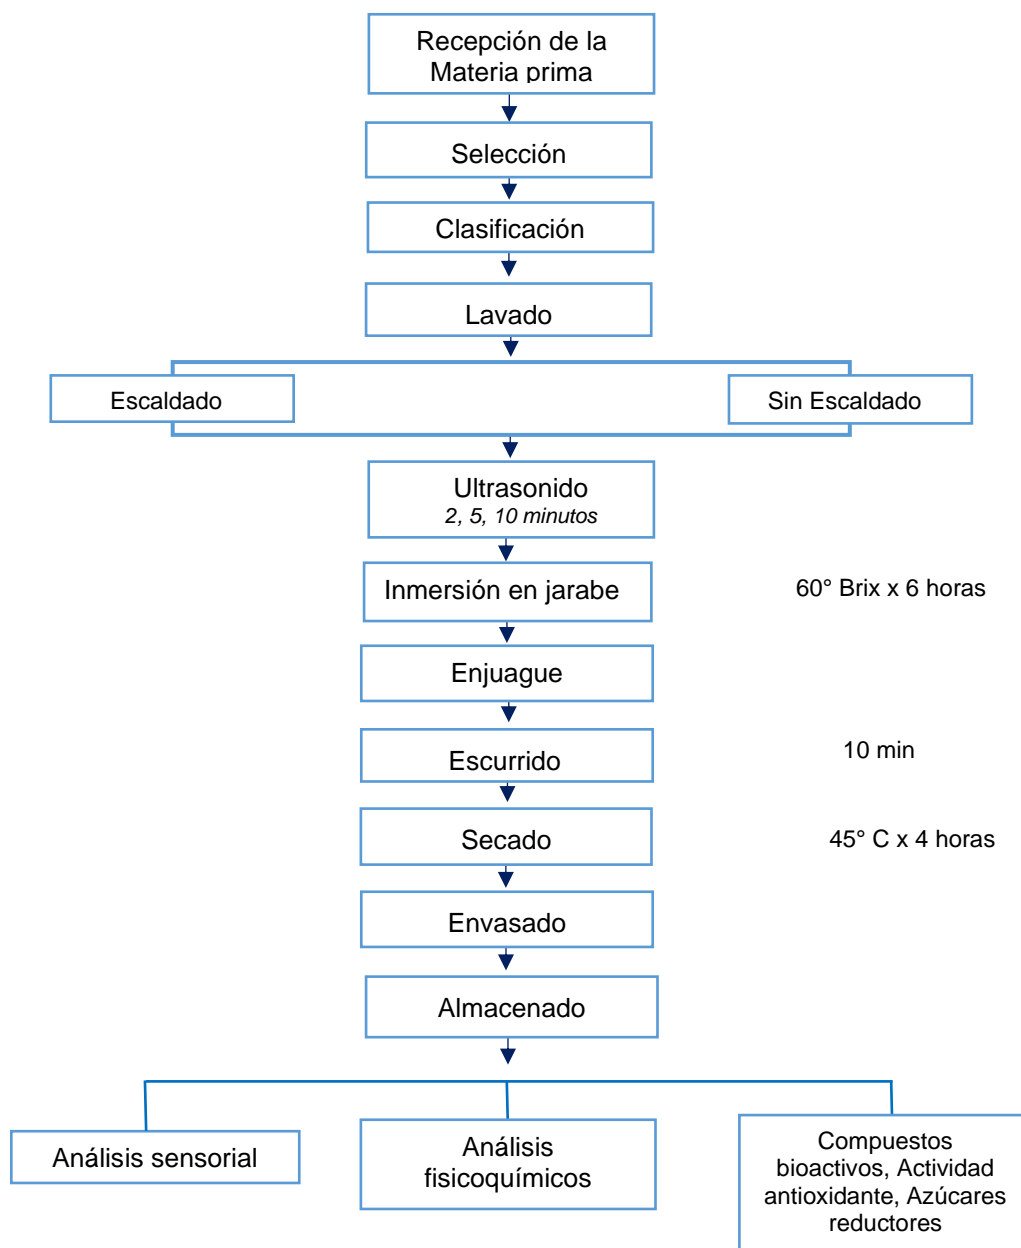 Recepción de la
Materia prima
Selección
Clasificación
Lavado
Escaldado
Sin Escaldado
Ultrasonido
2, 5, 10 minutos
Inmersión en jarabe
60° Brix x 6 horas
Enjuague
Escurrido
10 min
Secado
45° C x 4 horas
Envasado
Almacenado
Análisis sensorial
Análisis
fisicoquímicos
Compuestos
bioactivos, Actividad
antioxidante, Azúcares
reductores